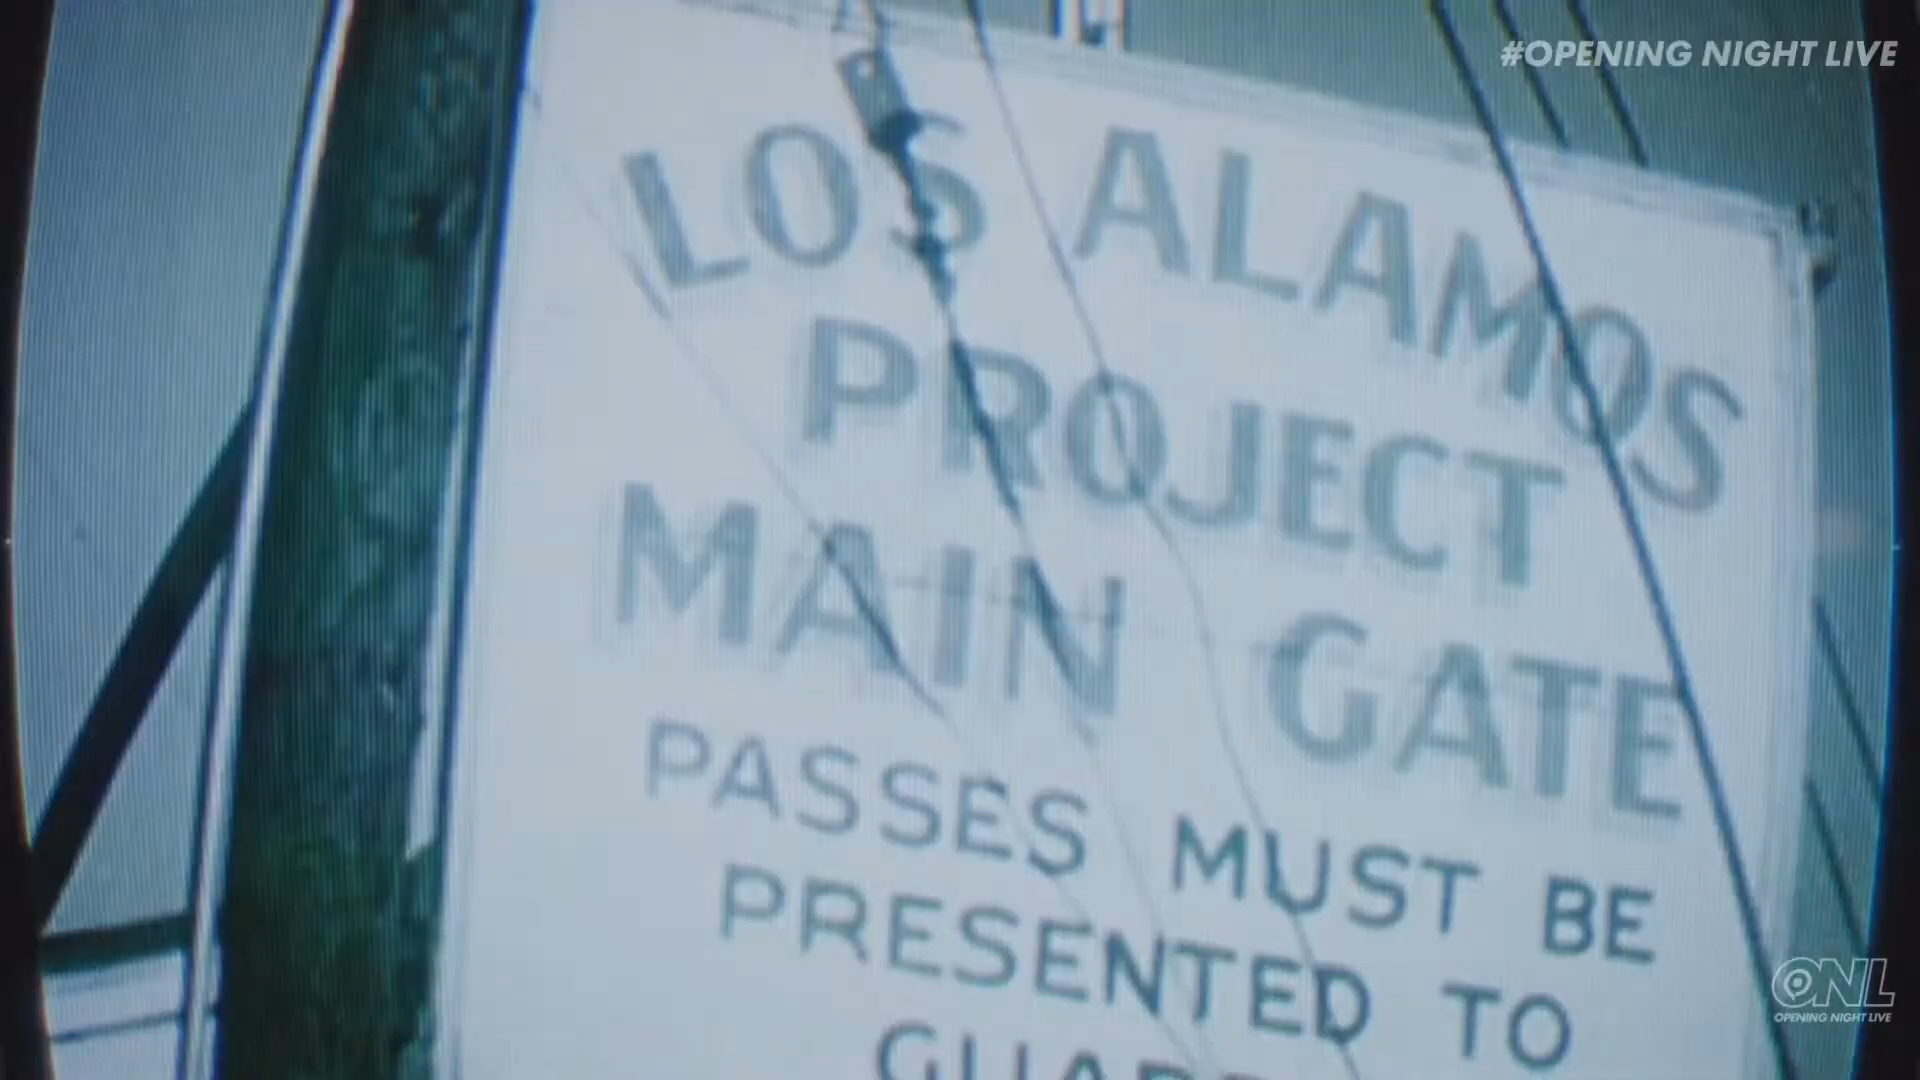 #OPENING NIGHT LIVE
LOS ALAMOS
PROJECT
MAIN GATE
PASSES MUST BE
PRESENTED TO
ONL
OPENING NIGHT LIVE